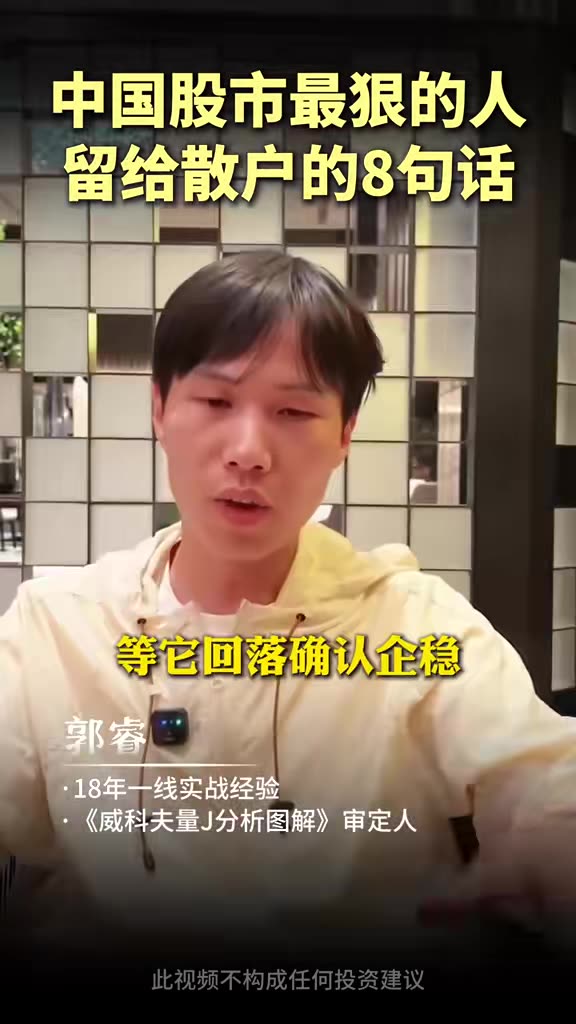 中国股市最狠的人
留给散户的8句话
等它回落确认企稳
郭睿
·18年一线实战经验
·《威科夫量J分析图解》审定人
此视频不构成任何投资建议